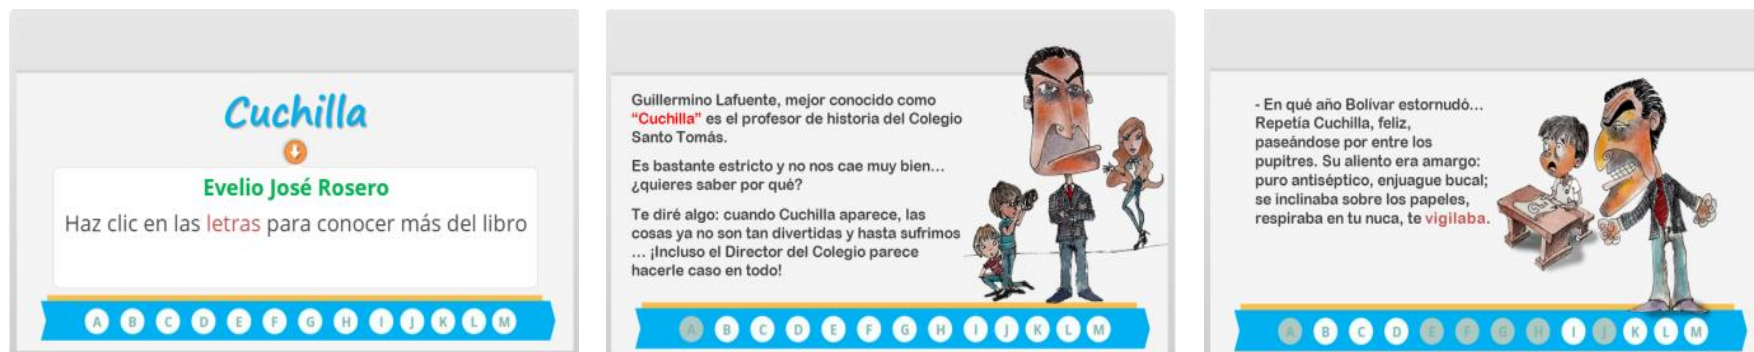 Cuchilla
Evelio José Rosero
Haz clic en las letras para conocer más del libro
A B C D E F G H I J K L M
Guillermino Lafuente, mejor conocido como
“Cuchilla” es el profesor de historia del Colegio
Santo Tomás.
Es bastante estricto y no nos cae muy bien...
¿quieres saber por qué?
Te diré algo: cuando Cuchilla aparece, las
cosas ya no son tan divertidas y hasta sufrimos
... ¡Incluso el Director del Colegio parece
hacerle caso en todo!
A B C D E F G H I J K L M
- En qué año Bolívar estornudó...
Repetía Cuchilla, feliz,
paseándose por entre los
pupitres. Su aliento era amargo:
puro antiséptico, enjuague bucal;
se inclinaba sobre los papeles,
respiraba en tu nuca, te vigilaba.
A B C D E F G H I J K L M